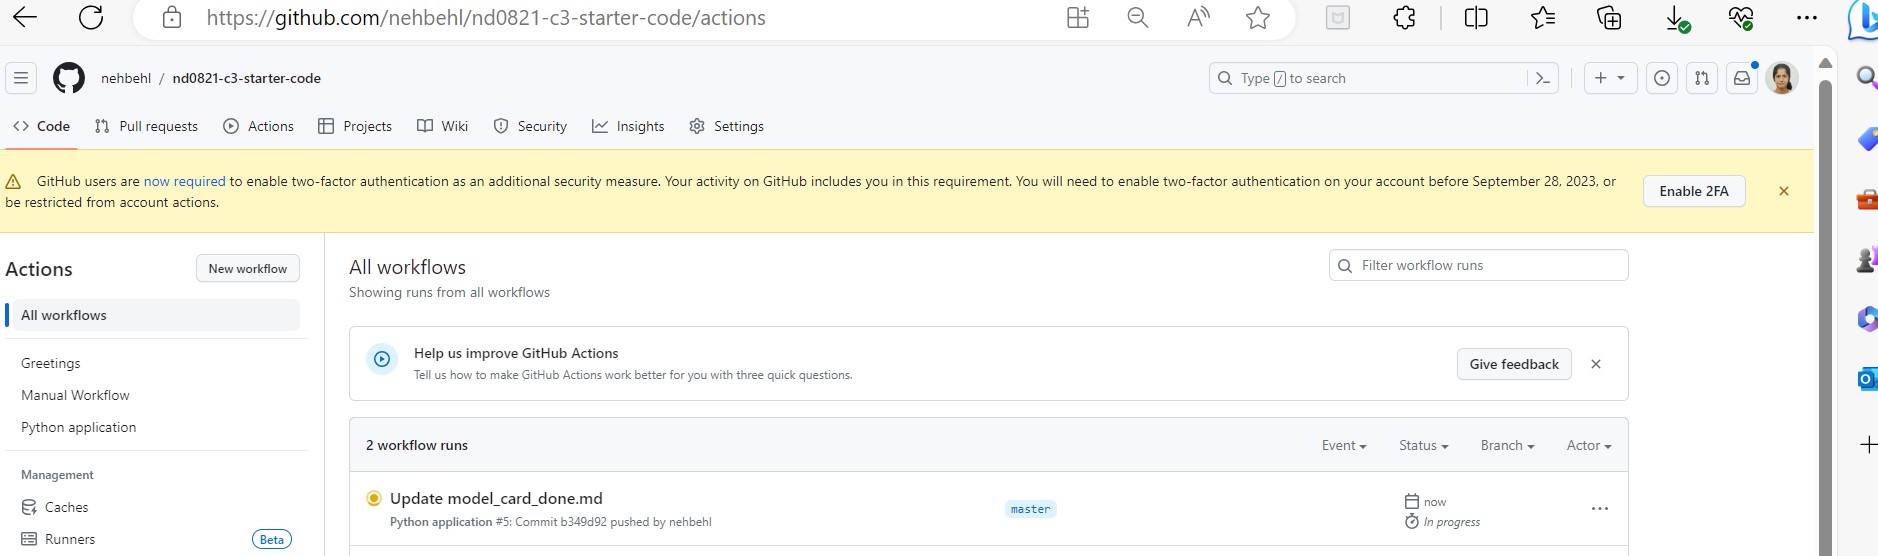 https://github.com/nehbehl/nd0821-c3-starter-code/actions
nehbehl / nd0821-c3-starter-code
Type / to search
Code Pull requests Actions Projects Wiki Security Insights Settings
GitHub users are now required to enable two-factor authentication as an additional security measure. Your activity on GitHub includes you in this requirement. You will need to enable two-factor authentication on your account before September 28, 2023, or
be restricted from account actions.
Enable 2FA
Actions
New workflow
All workflows
Greetings
Manual Workflow
Python application
Management
Caches
Runners Beta
All workflows
Showing runs from all workflows
Filter workflow runs
Help us improve GitHub Actions
Tell us how to make GitHub Actions work better for you with three quick questions.
Give feedback
2 workflow runs
Event Status Branch Actor
Update model_card_done.md
Python application #5: Commit b349d92 pushed by nehbehl
master
now
In progress